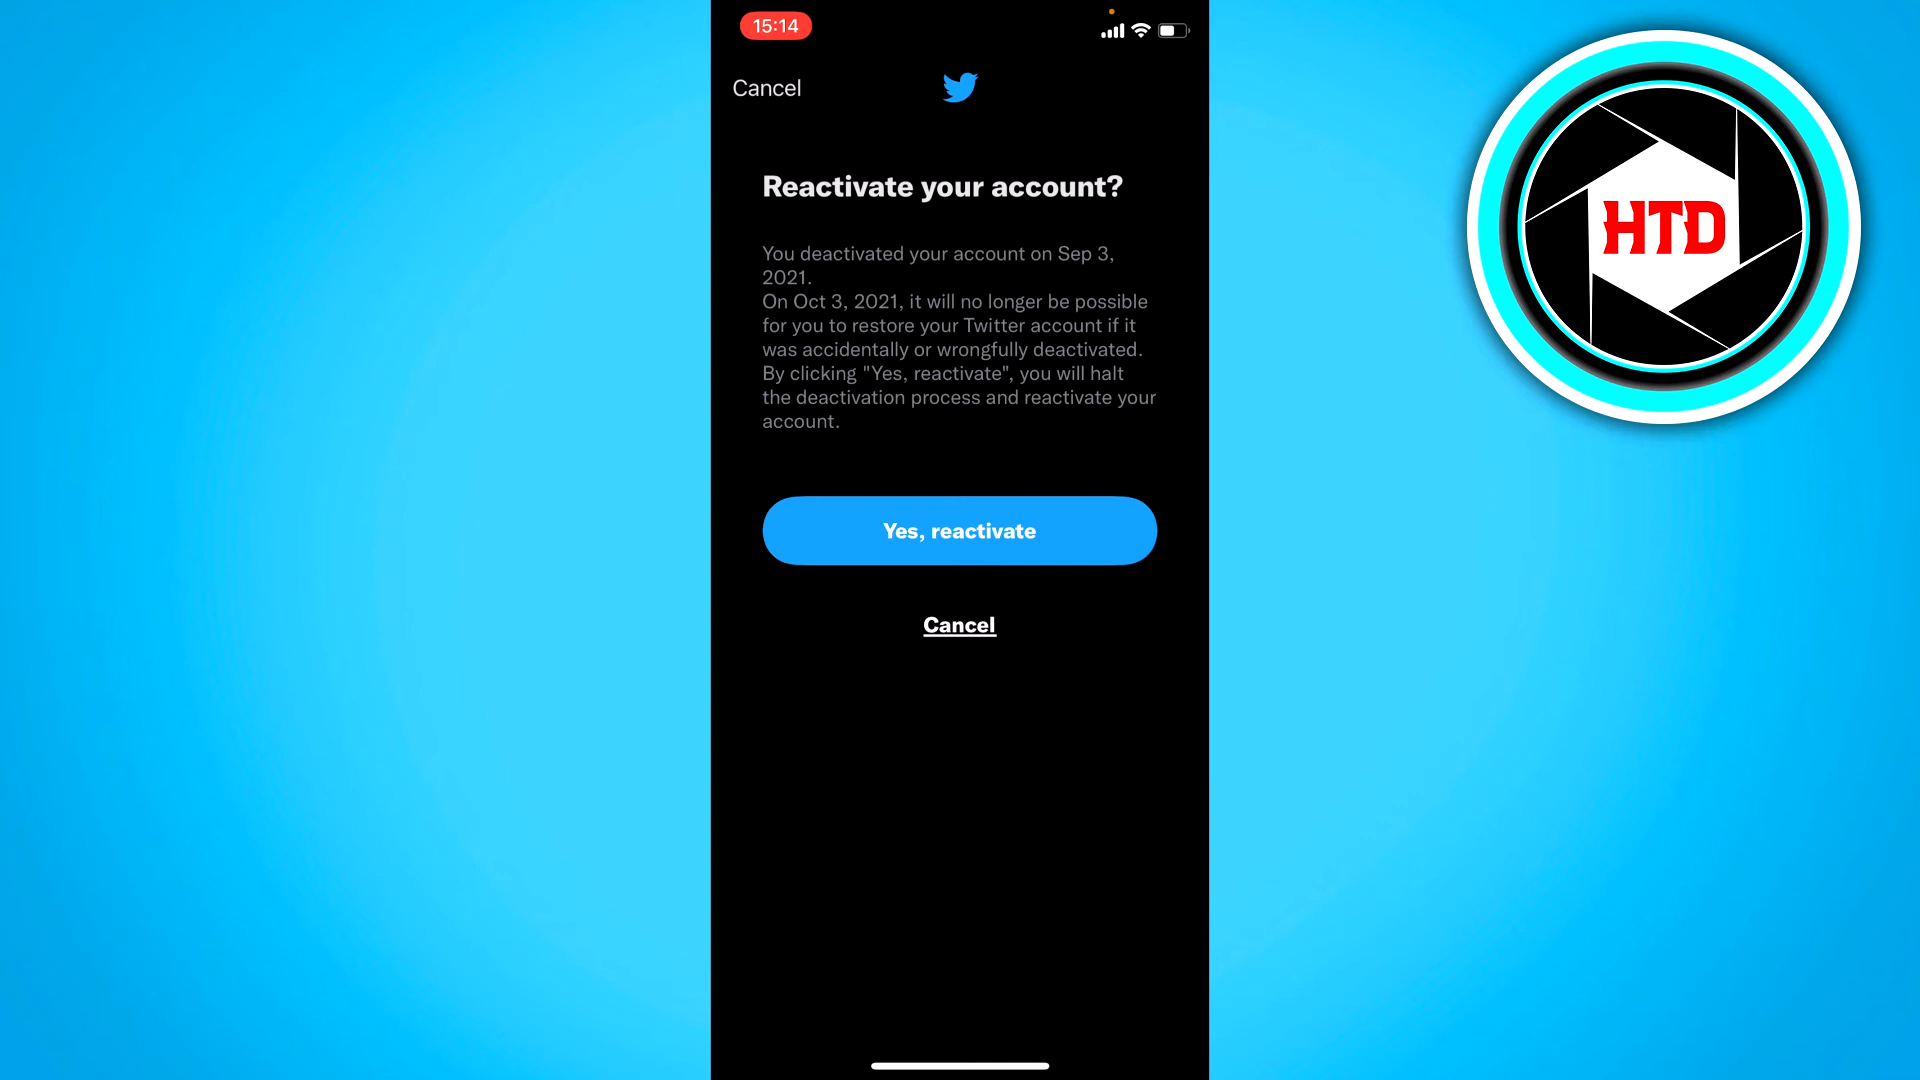 15:14
Cancel
Reactivate your account?
You deactivated your account on Sep 3,
2021.
On Oct 3, 2021, it will no longer be possible
for you to restore your Twitter account if it
was accidentally or wrongfully deactivated.
By clicking "Yes, reactivate", you will halt
the deactivation process and reactivate your
account.
Yes, reactivate
Cancel
HTD